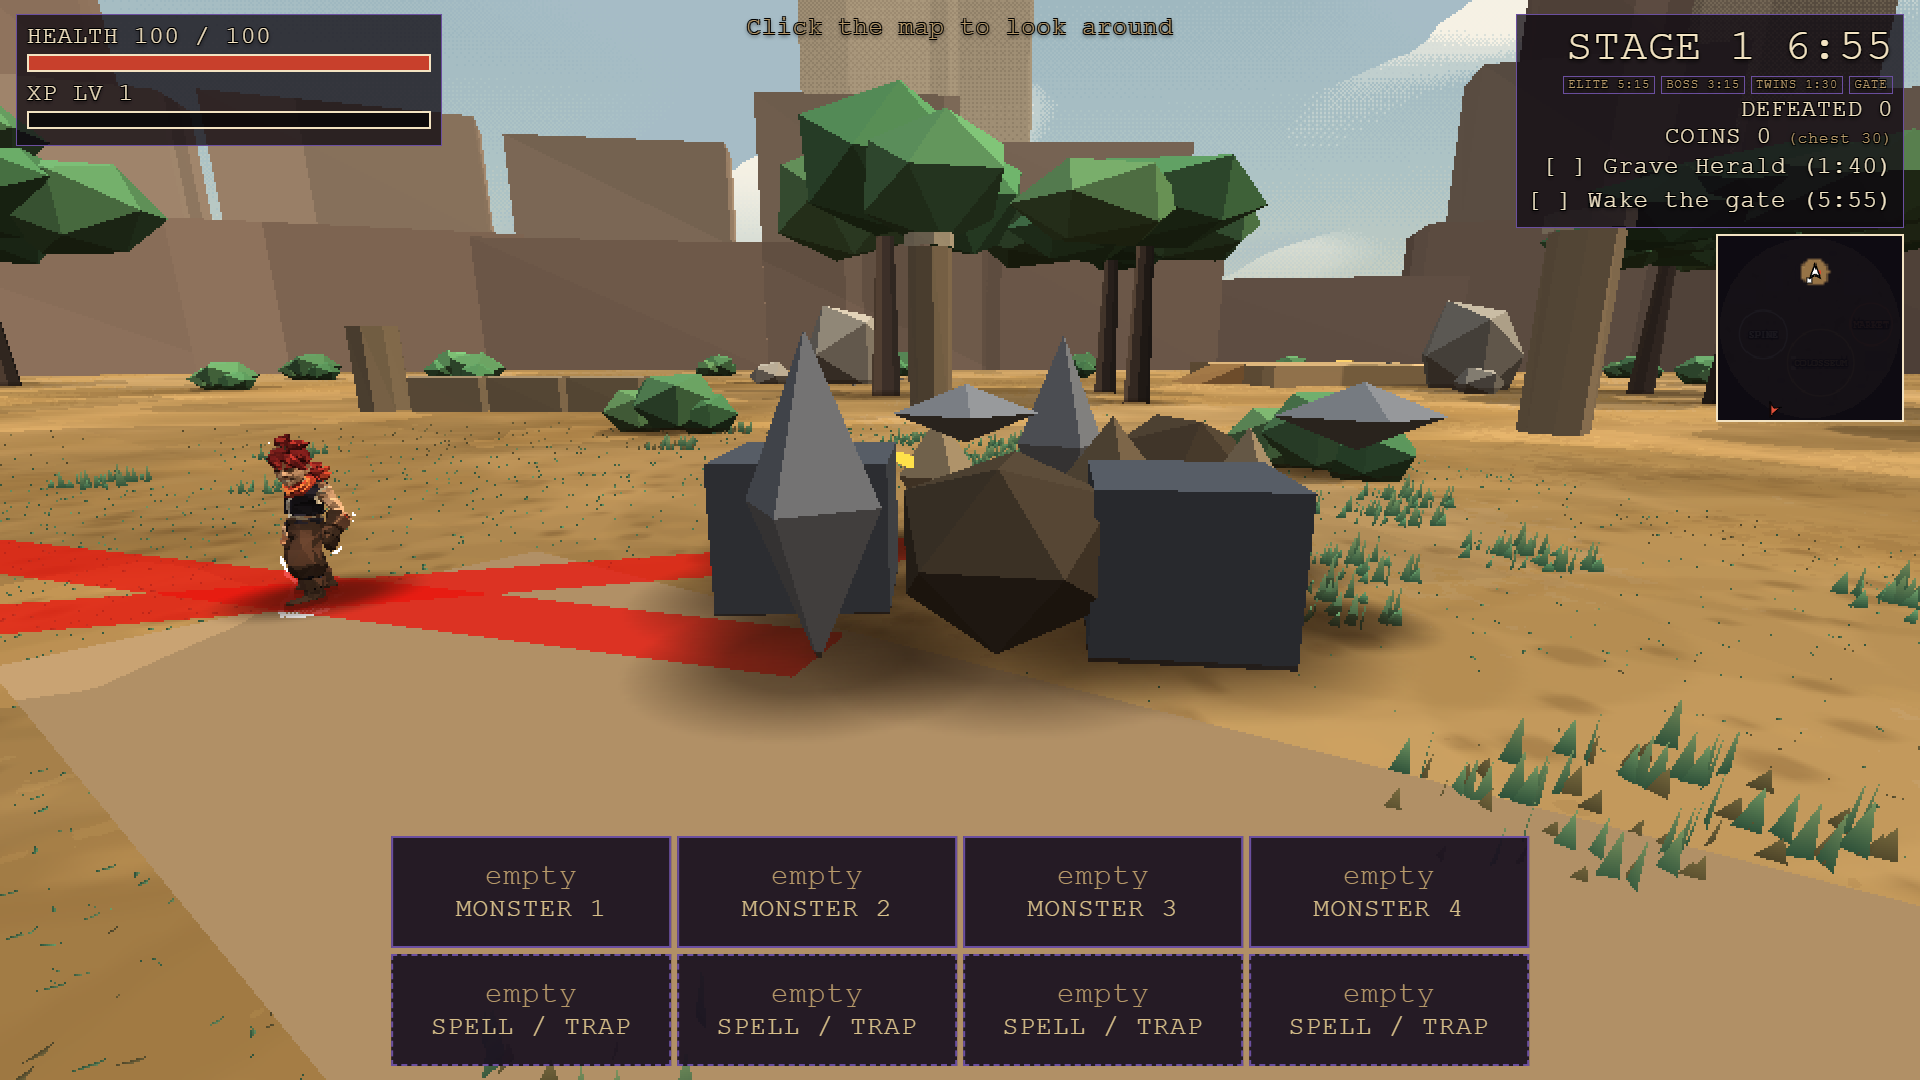 HEALTH 100 / 100
XP LV 1
Click the map to look around
STAGE 1 6:55
ELITE 5:15 BOSS 3:15 TWINS 1:30 GATE
DEFEATED 0
COINS 0 (chest 30)
[ ] Grave Herald (1:40)
[ ] Wake the gate (5:55)
empty
MONSTER 1
empty
MONSTER 2
empty
MONSTER 3
empty
MONSTER 4
empty
SPELL / TRAP
empty
SPELL / TRAP
empty
SPELL / TRAP
empty
SPELL / TRAP